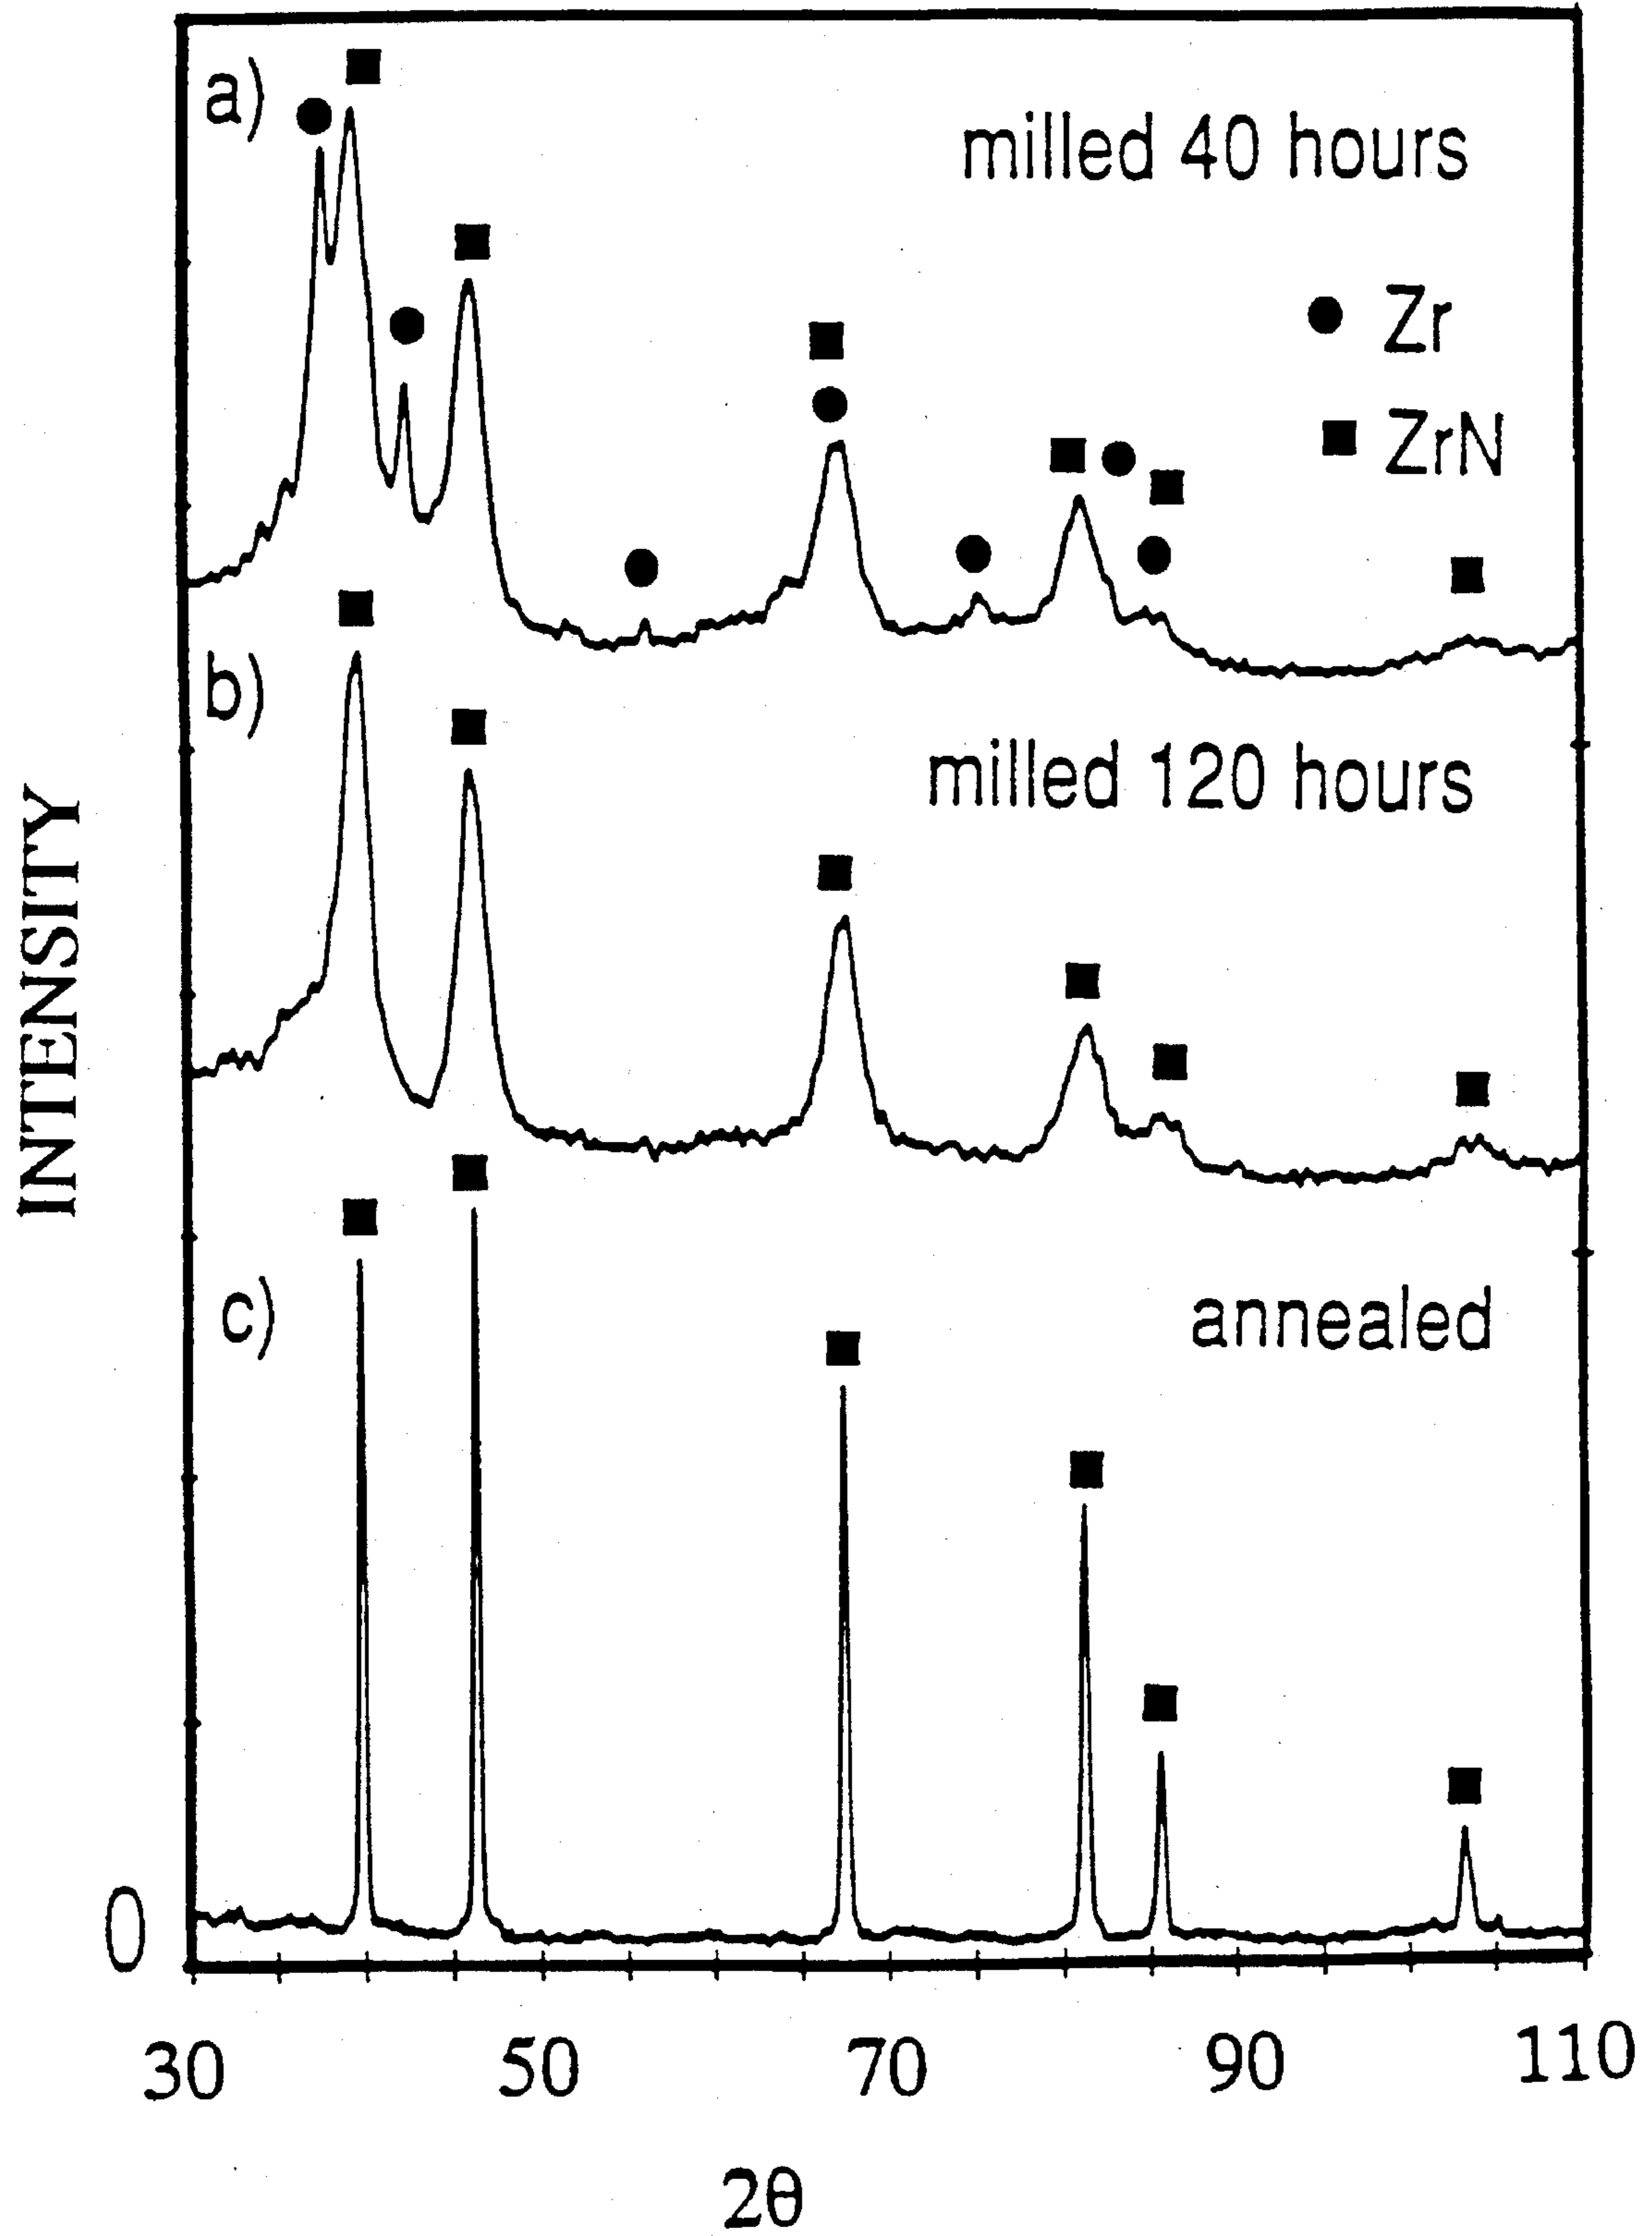 a)
milled 40 hours
Zr
ZrN
b)
milled 120 hours
INTENSITY
c)
annealed
0
30 50 70 90 110
2θ